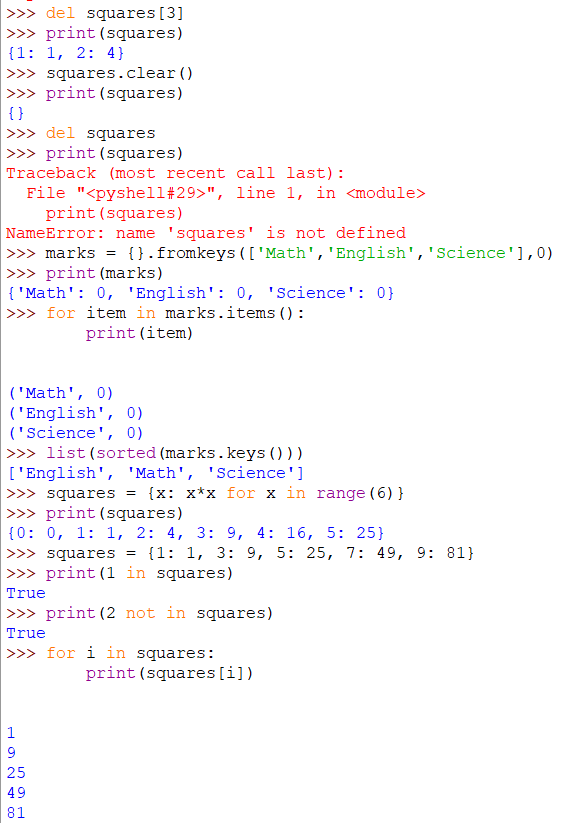 >>> del squares[3]
>>> print(squares)
{1: 1, 2: 4}
>>> squares.clear()
>>> print(squares)
{}
>>> del squares
>>> print(squares)
Traceback (most recent call last):
  File "<pyshell#29>", line 1, in <module>
    print(squares)
NameError: name 'squares' is not defined
>>> marks = {}.fromkeys(['Math','English','Science'],0)
>>> print(marks)
{'Math': 0, 'English': 0, 'Science': 0}
>>> for item in marks.items():
        print(item)
('Math', 0)
('English', 0)
('Science', 0)
>>> list(sorted(marks.keys()))
['English', 'Math', 'Science']
>>> squares = {x: x*x for x in range(6)}
>>> print(squares)
{0: 0, 1: 1, 2: 4, 3: 9, 4: 16, 5: 25}
>>> squares = {1: 1, 3: 9, 5: 25, 7: 49, 9: 81}
>>> print(1 in squares)
True
>>> print(2 not in squares)
True
>>> for i in squares:
        print(squares[i])
1
9
25
49
81